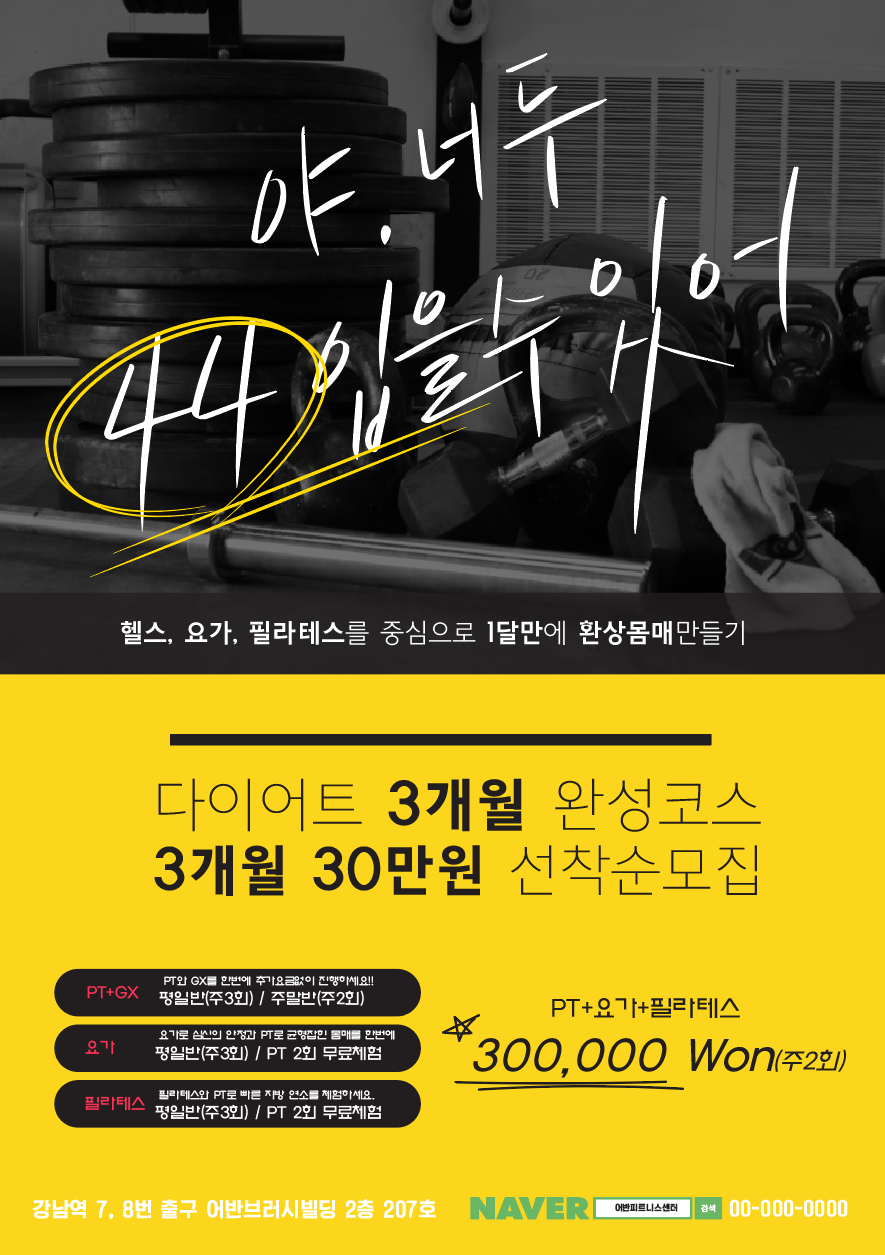 야, 너두
44 입을 수 있어
헬스, 요가, 필라테스를 중심으로 1달만에 환상몸매만들기
다이어트 3개월 완성코스
3개월 30만원 선착순모집
PT+GX
PT와 GX를 한번에 추가요금없이 진행하세요!!
평일반(주3회) / 주말반(주2회)
요가
요가로 심신의 안정과 PT로 균형잡힌 몸매를 한번에
평일반(주3회) / PT 2회 무료체험
필라테스
필라테스와 PT로 빠른 지방 연소를 체험하세요.
평일반(주3회) / PT 2회 무료체험
PT+요가+필라테스
300,000 Won(주2회)
강남역 7, 8번 출구 어반브러시빌딩 2층 207호
NAVER 어반피트니스센터 검색 00-000-0000